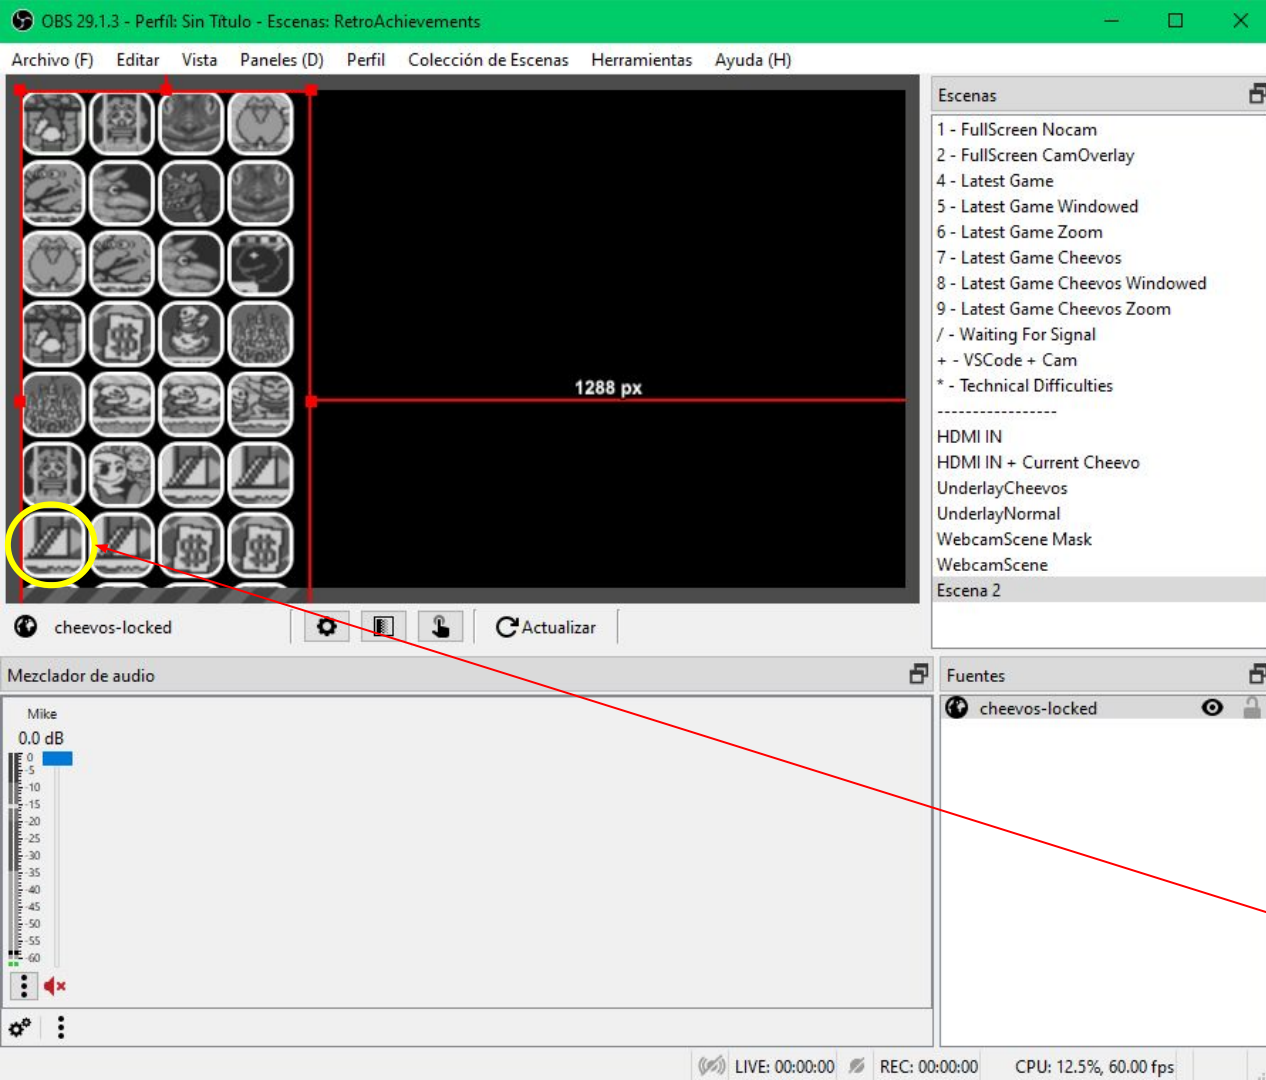 OBS 29.1.3 - Perfil: Sin Título - Escenas: RetroAchievements
Archivo (F) Editar Vista Paneles (D) Perfil Colección de Escenas Herramientas Ayuda (H)
1288 px
cheevos-locked Actualizar
Escenas
1 - FullScreen Nocam
2 - FullScreen CamOverlay
4 - Latest Game
5 - Latest Game Windowed
6 - Latest Game Zoom
7 - Latest Game Cheevos
8 - Latest Game Cheevos Windowed
9 - Latest Game Cheevos Zoom
/ - Waiting For Signal
+ - VSCode + Cam
* - Technical Difficulties
-----------------
HDMI IN
HDMI IN + Current Cheevo
UnderlayCheevos
UnderlayNormal
WebcamScene Mask
WebcamScene
Escena 2
Mezclador de audio
Mike
0.0 dB
0
-5
-10
-15
-20
-25
-30
-35
-40
-45
-50
-55
-60
Fuentes
cheevos-locked
LIVE: 00:00:00 REC: 00:00:00 CPU: 12.5%, 60.00 fps